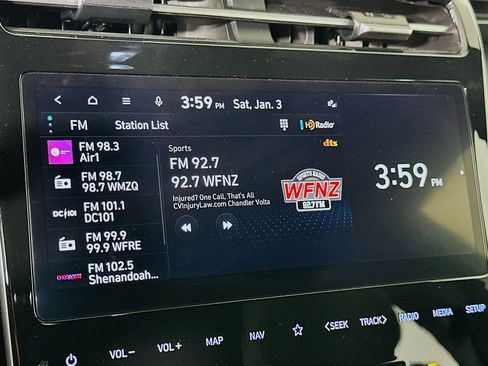 3:59 PM Sat, Jan. 3
FM Station List HD Radio
FM 98.3
Air1
FM 98.7
98.7 WMZQ
DC|101 FM 101.1
DC101
FM 99.9
99.9 WFRE
FM 102.5
Shenandoah...
Sports
dts
FM 92.7
92.7 WFNZ
Injured? One Call, That's All
CVInjuryLaw.com Chandler Volta
SPORTS RADIO
WFNZ
92.7 FM
3:59 PM
VOL− VOL+ MAP NAV SEEK TRACK RADIO MEDIA SETUP